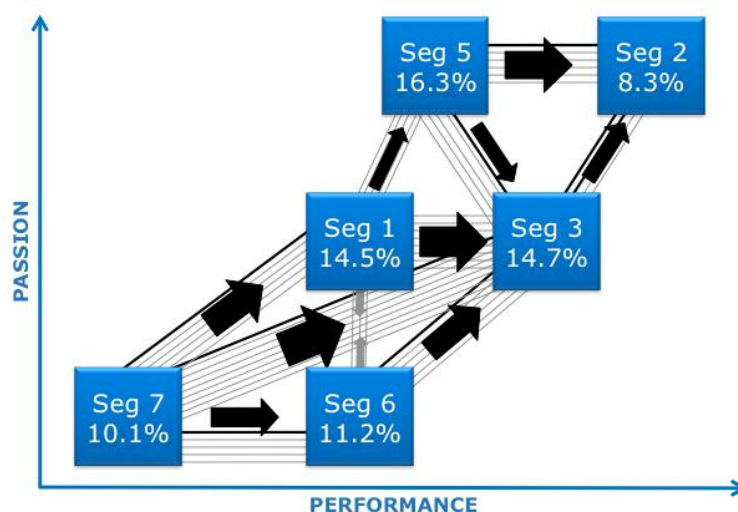 PASSION
Seg 5
16.3%
Seg 2
8.3%
Seg 1
14.5%
Seg 3
14.7%
Seg 7
10.1%
Seg 6
11.2%
PERFORMANCE